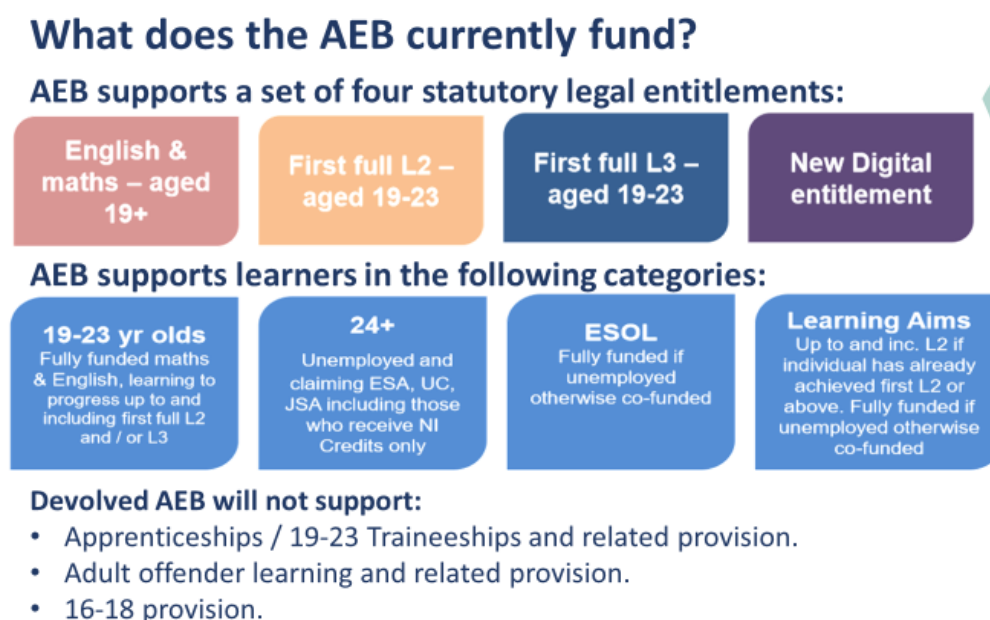 What does the AEB currently fund?
AEB supports a set of four statutory legal entitlements:
English &
maths – aged
19+
First full L2 –
aged 19-23
First full L3 –
aged 19-23
New Digital
entitlement
AEB supports learners in the following categories:
19-23 yr olds
Fully funded maths
& English, learning to
progress up to and
including first full L2
and / or L3
24+
Unemployed and
claiming ESA, UC,
JSA including those
who receive NI
Credits only
ESOL
Fully funded if
unemployed
otherwise co-funded
Learning Aims
Up to and inc. L2 if
individual has already
achieved first L2 or
above. Fully funded if
unemployed otherwise
co-funded
Devolved AEB will not support:
• Apprenticeships / 19-23 Traineeships and related provision.
• Adult offender learning and related provision.
• 16-18 provision.